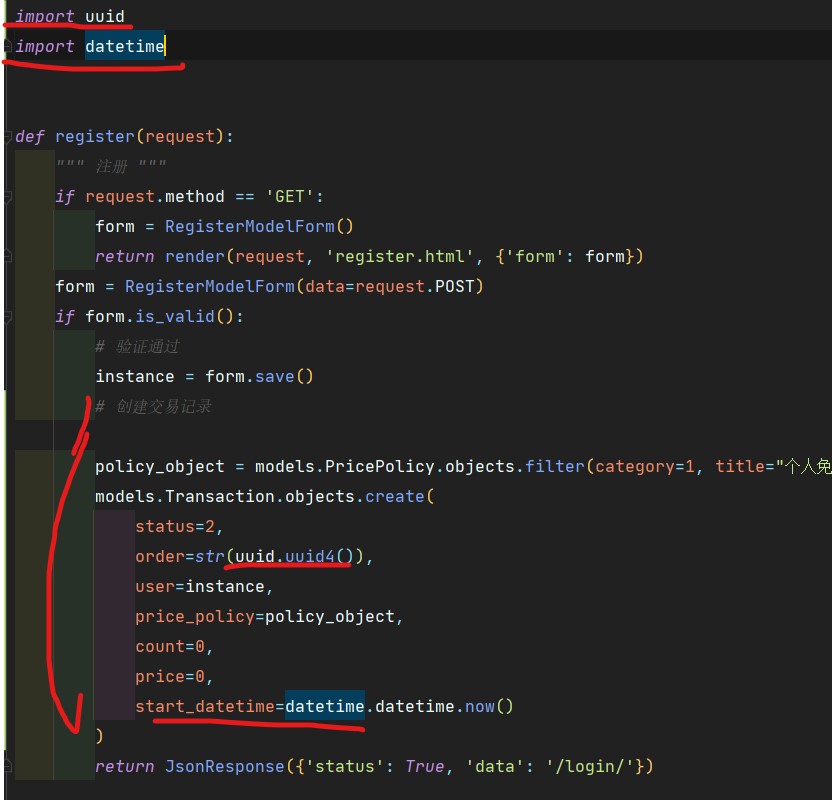 import uuid
import datetime
def register(request):
""" 注册 """
if request.method == 'GET':
form = RegisterModelForm()
return render(request, 'register.html', {'form': form})
form = RegisterModelForm(data=request.POST)
if form.is_valid():
# 验证通过
instance = form.save()
# 创建交易记录
policy_object = models.PricePolicy.objects.filter(category=1, title="个人免
models.Transaction.objects.create(
status=2,
order=str(uuid.uuid4()),
user=instance,
price_policy=policy_object,
count=0,
price=0,
start_datetime=datetime.datetime.now()
)
return JsonResponse({'status': True, 'data': '/login/'})